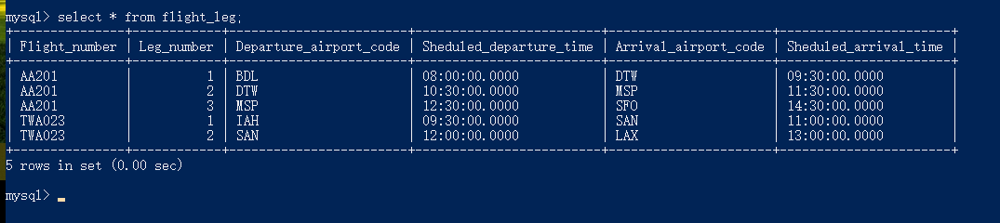 mysql> select * from flight_leg;
| Flight_number | Leg_number | Departure_airport_code | Sheduled_departure_time | Arrival_airport_code | Sheduled_arrival_time |
| AA201 | 1 | BDL | 08:00:00.0000 | DTW | 09:30:00.0000 |
| AA201 | 2 | DTW | 10:30:00.0000 | MSP | 11:30:00.0000 |
| AA201 | 3 | MSP | 12:30:00.0000 | SFO | 14:30:00.0000 |
| TWA023 | 1 | IAH | 09:30:00.0000 | SAN | 11:00:00.0000 |
| TWA023 | 2 | SAN | 12:00:00.0000 | LAX | 13:00:00.0000 |
5 rows in set (0.00 sec)
mysql>